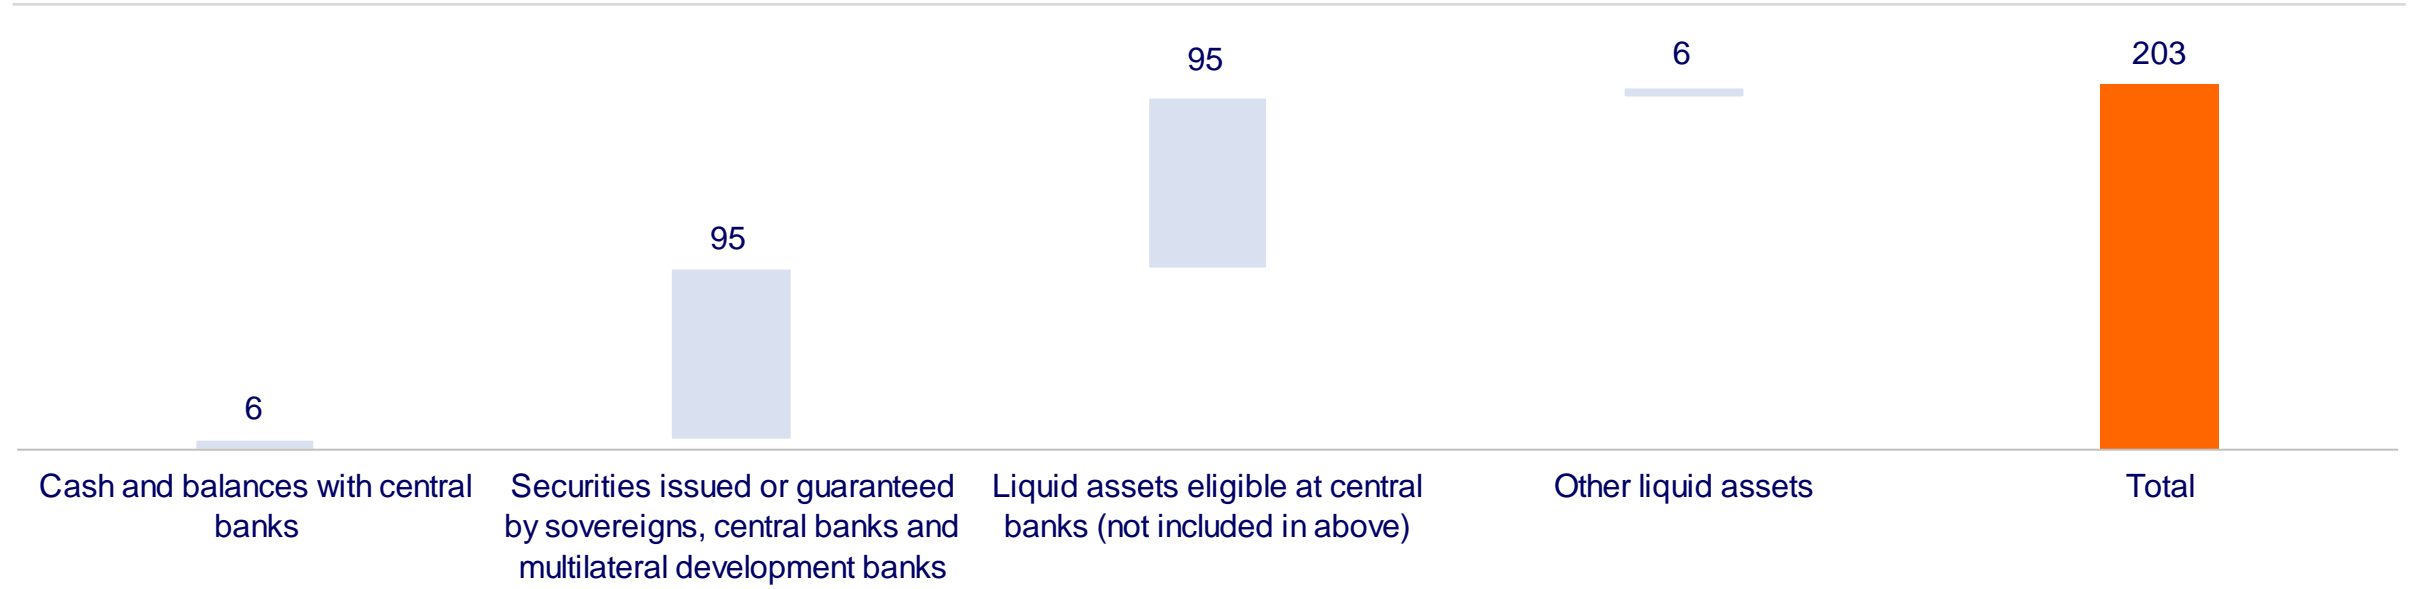 95
6
203
95
6
Cash and balances with central
banks
Securities issued or guaranteed
by sovereigns, central banks and
multilateral development banks
Liquid assets eligible at central
banks (not included in above)
Other liquid assets
Total